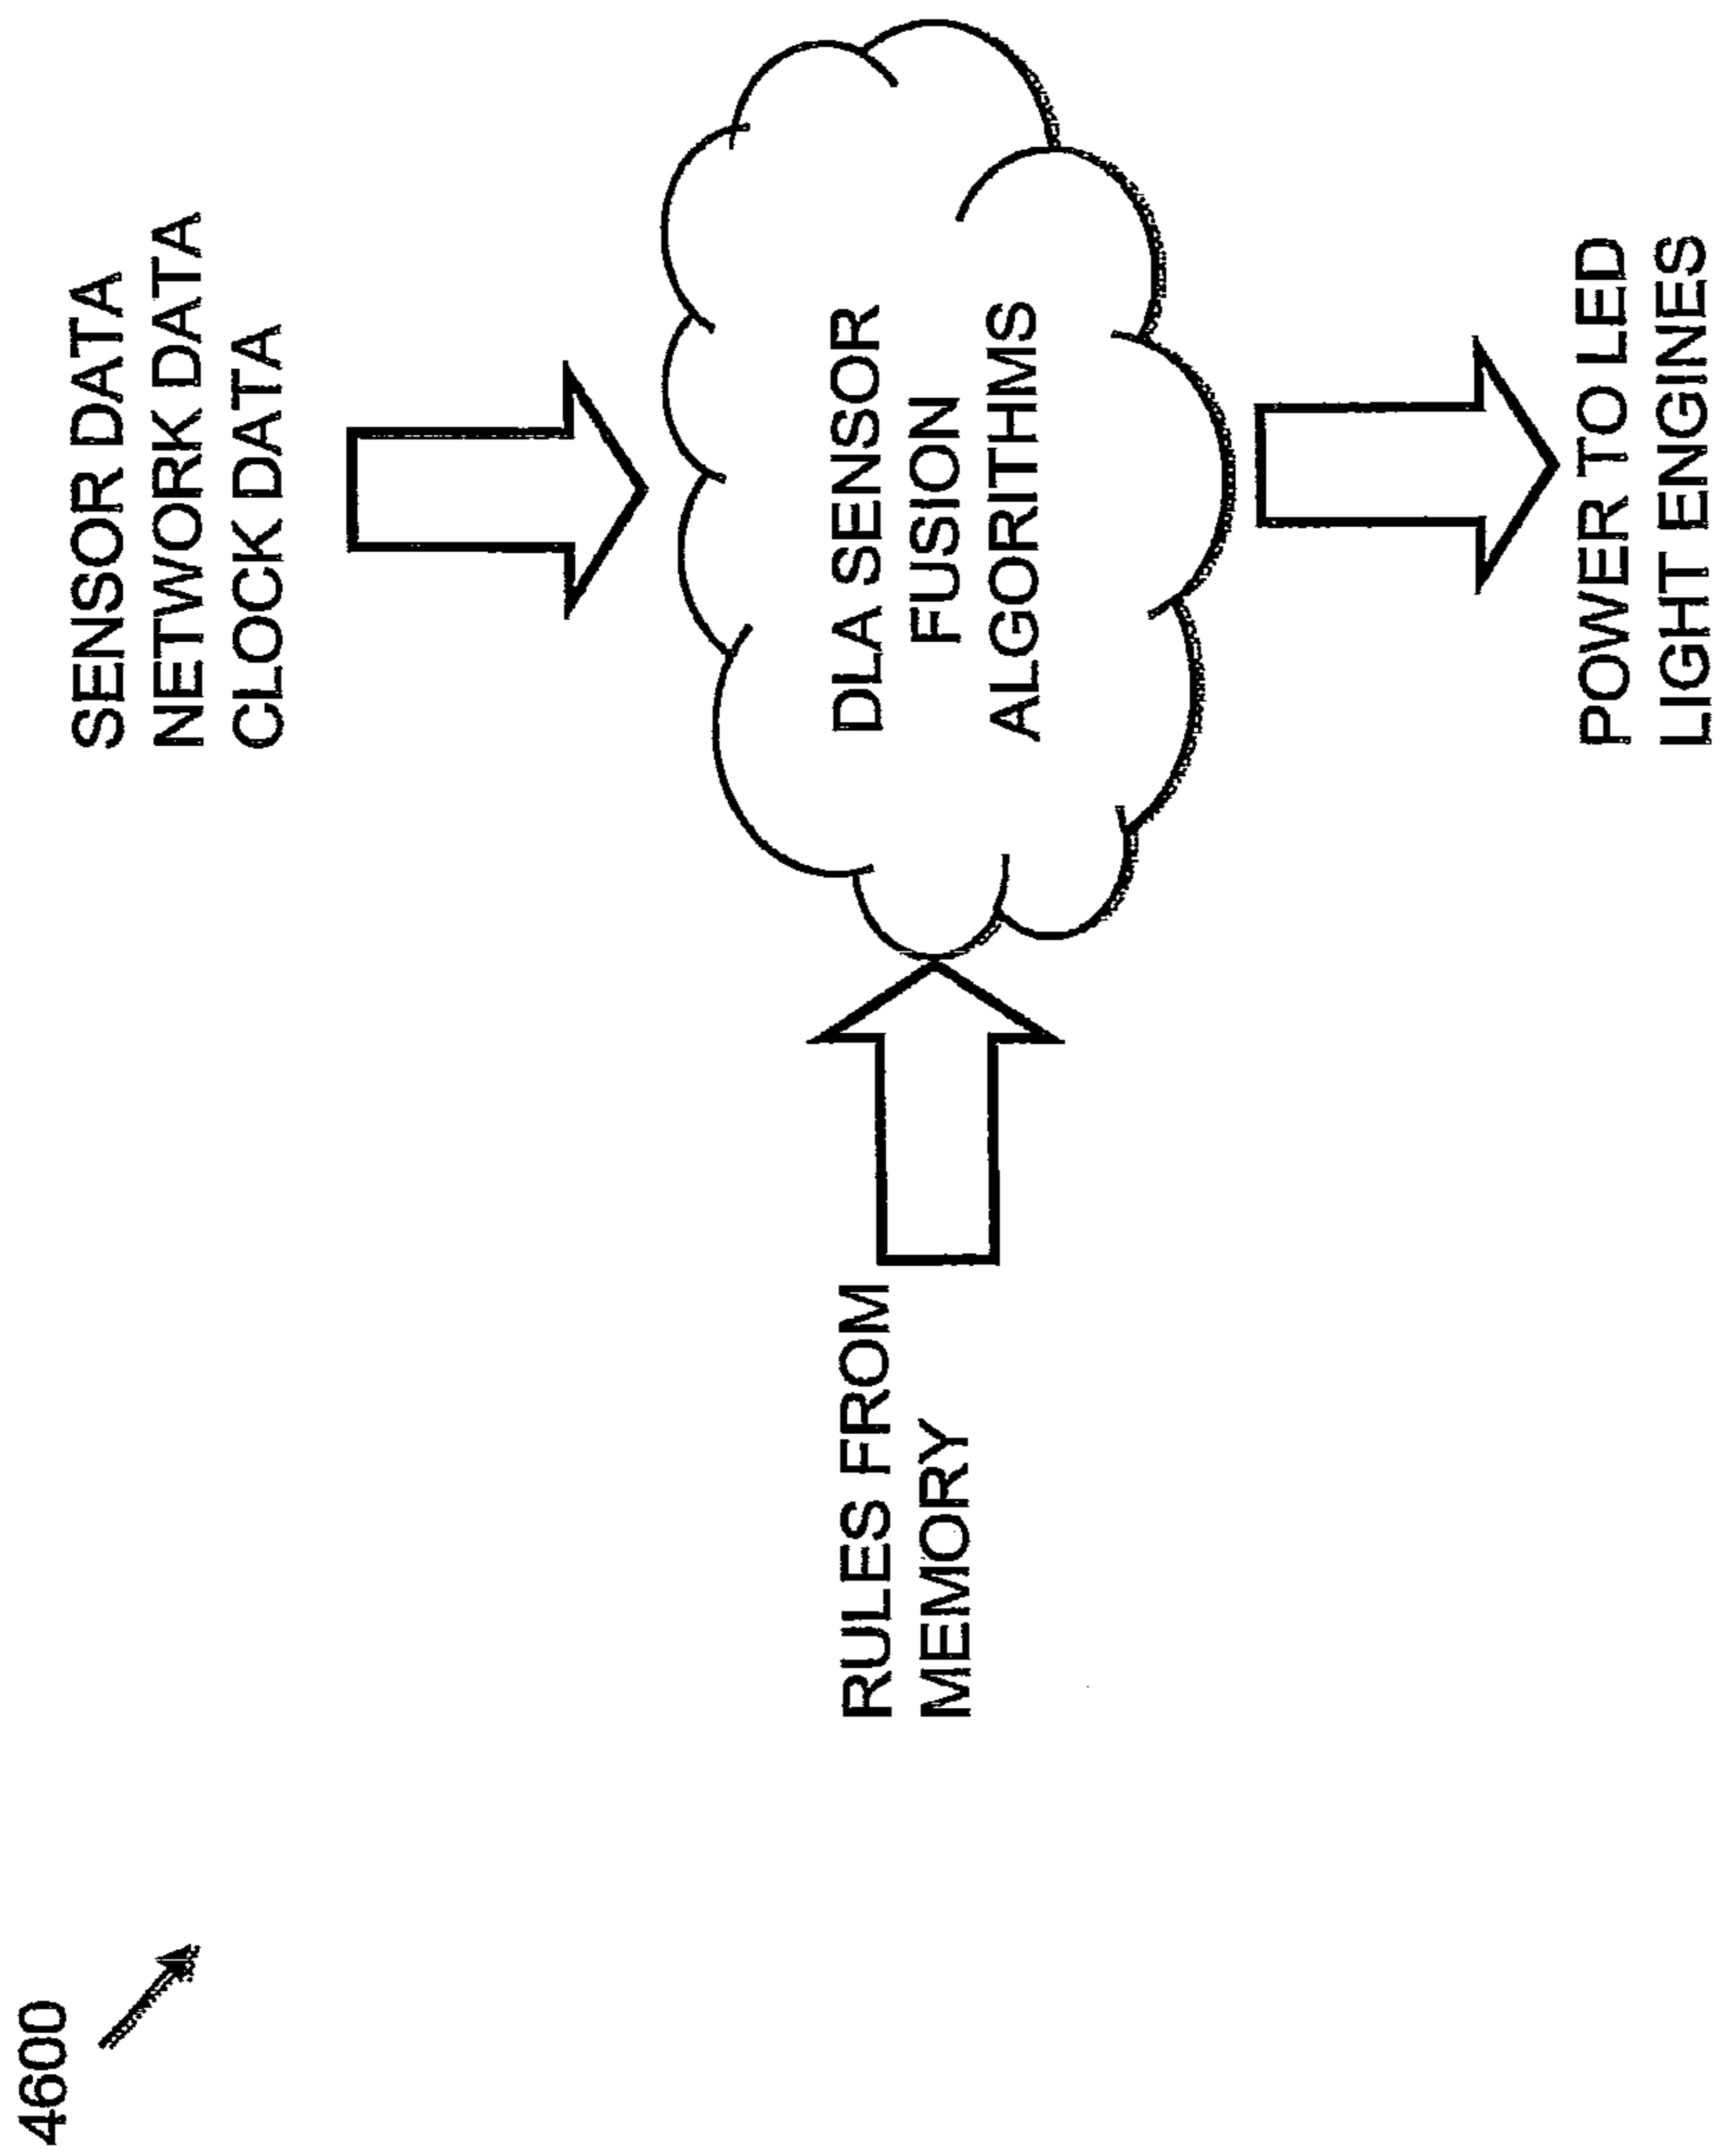 4600
SENSOR DATA
NETWORK DATA
CLOCK DATA
RULES FROM
MEMORY
DLA SENSOR
FUSION
ALGORITHMS
POWER TO LED
LIGHT ENGINES